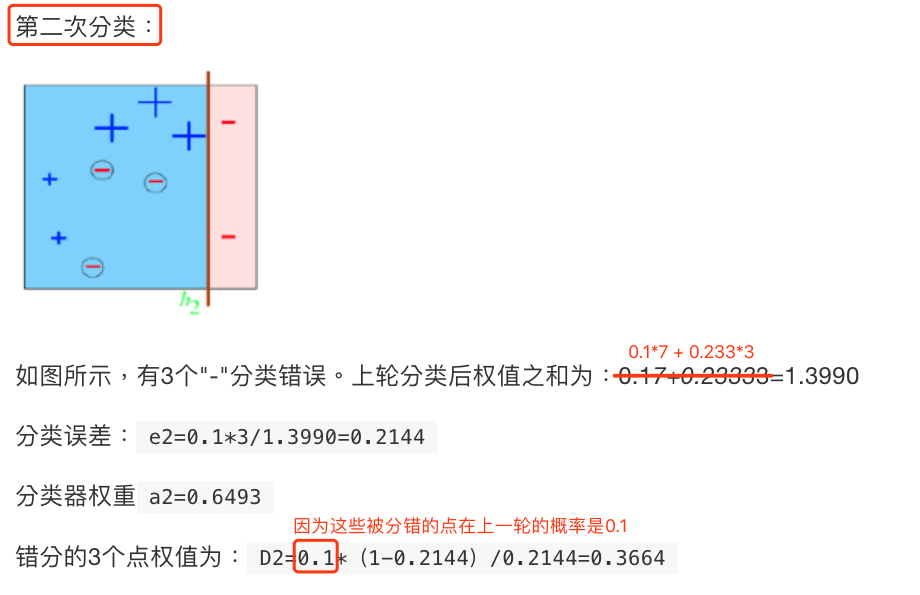 第二次分类：
h2
0.1*7 + 0.233*3
如图所示，有3个"-"分类错误。上轮分类后权值之和为：0.17+0.23333=1.3990
分类误差： e2=0.1*3/1.3990=0.2144
分类器权重 a2=0.6493
因为这些被分错的点在上一轮的概率是0.1
错分的3个点权值为： D2=0.1*（1-0.2144）/0.2144=0.3664